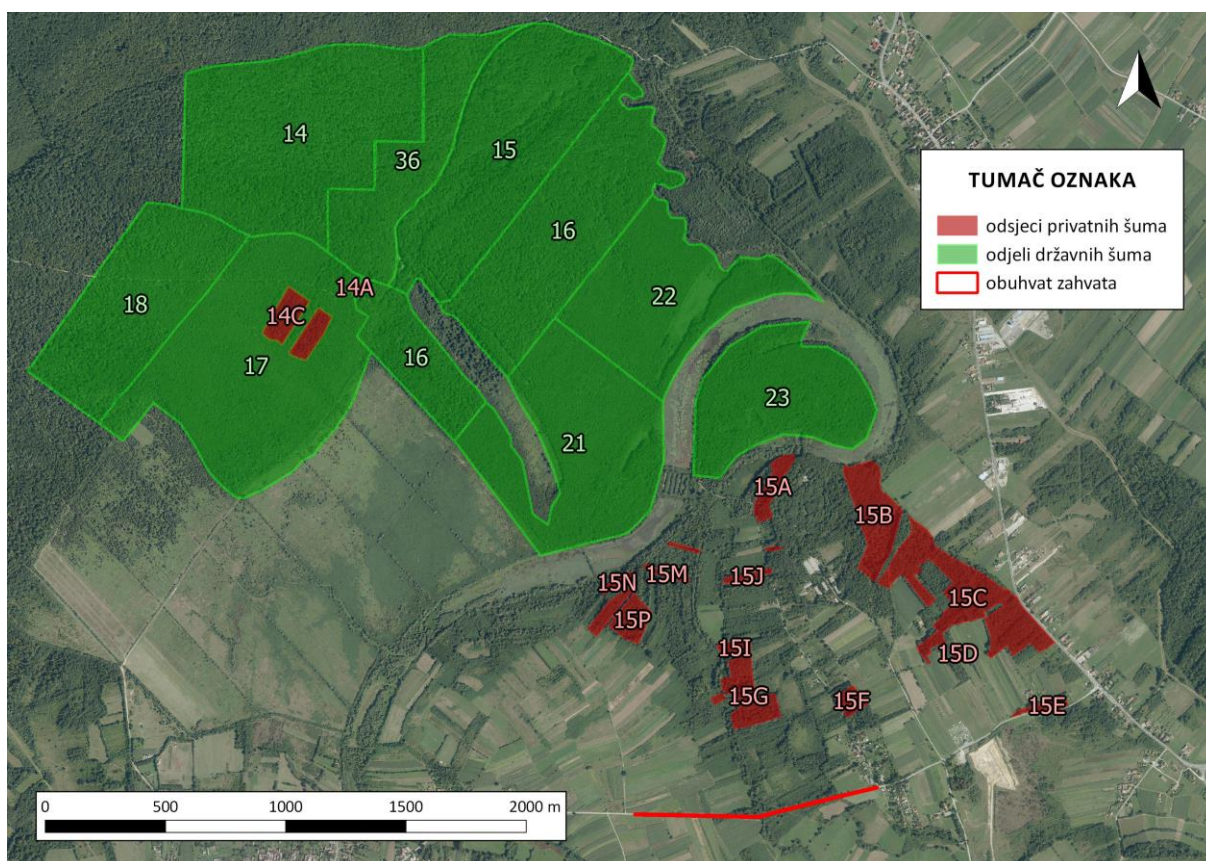 14
36
15
16
22
18
14A
14C
17
16
21
23
TUMAČ OZNAKA
odsjeci privatnih šuma
odjeli državnih šuma
obuhvat zahvata
15A
15B
15M
15J
15N
15P
15C
15D
15I
15G
15F
15E
0 500 1000 1500 2000 m